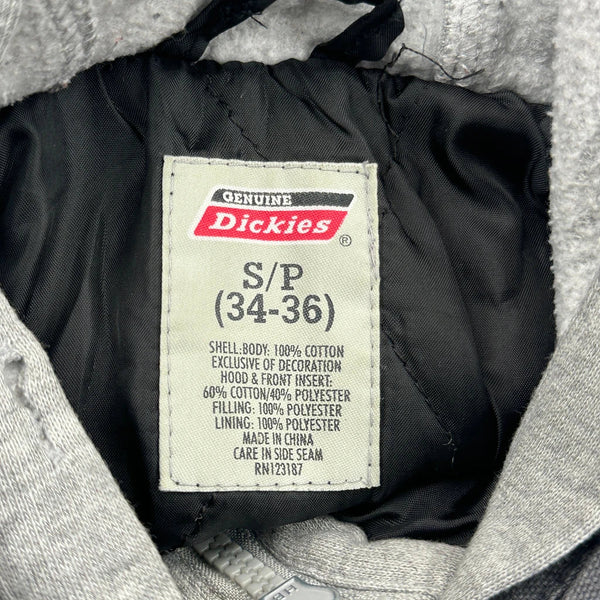 GENUINE
Dickies
®
S/P
(34-36)
SHELL:BODY: 100% COTTON
EXCLUSIVE OF DECORATION
HOOD & FRONT INSERT:
60% COTTON/40% POLYESTER
FILLING: 100% POLYESTER
LINING: 100% POLYESTER
MADE IN CHINA
CARE IN SIDE SEAM
RN123187